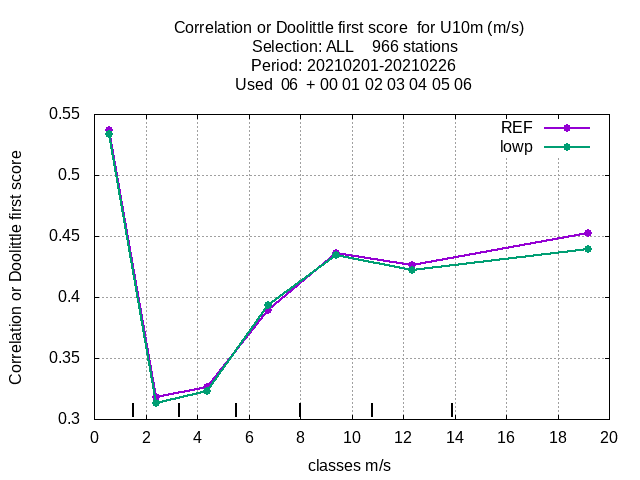 Correlation or Doolittle first score  for U10m (m/s)
Selection: ALL    966 stations
Period: 20210201-20210226
Used  06  + 00 01 02 03 04 05 06
REF
lowp
0.55
0.5
0.45
0.4
0.35
0.3
Correlation or Doolittle first score
0 2 4 6 8 10 12 14 16 18 20
classes m/s